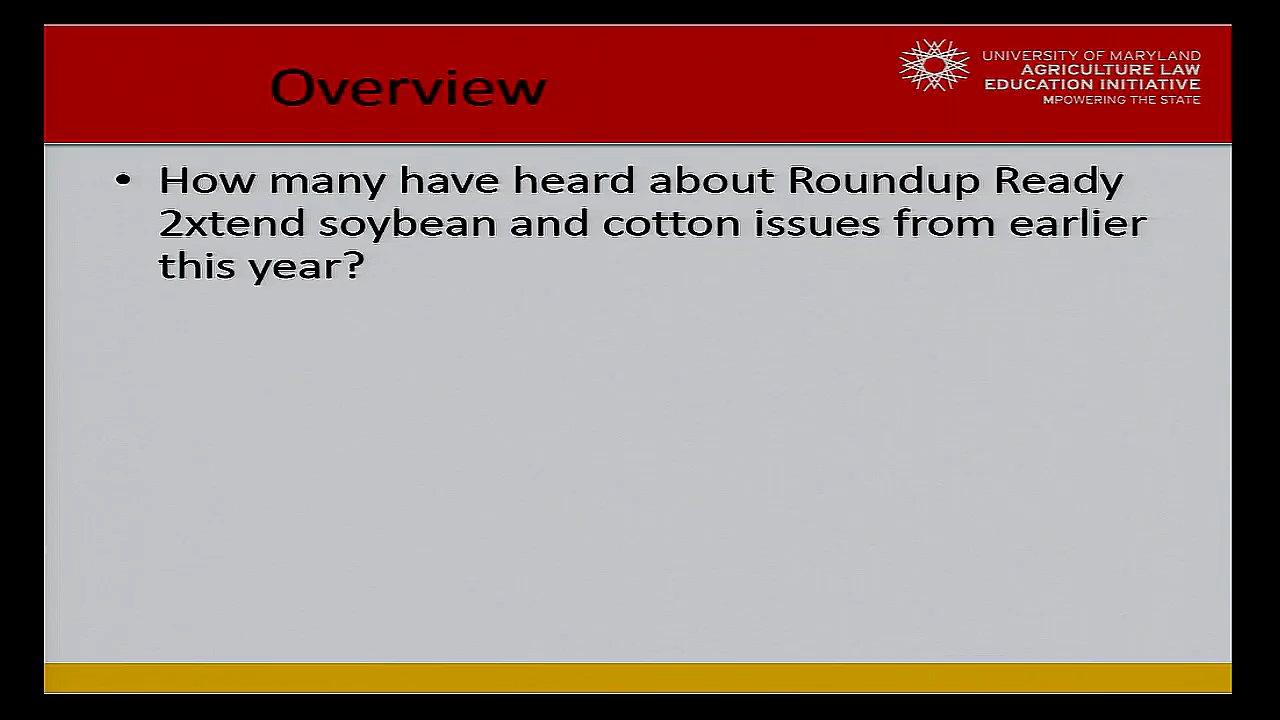 Overview
UNIVERSITY OF MARYLAND
AGRICULTURE LAW
EDUCATION INITIATIVE
MPOWERING THE STATE
• How many have heard about Roundup Ready
2xtend soybean and cotton issues from earlier
this year?